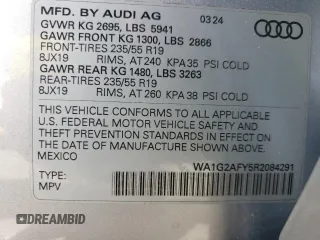 MFD. BY AUDI AG 03 24
GVWR KG 2695, LBS 5941
GAWR FRONT KG 1300, LBS 2866
FRONT-TIRES 235/55 R19
8JX19 RIMS, AT 240 KPA 35 PSI COLD
GAWR REAR KG 1480, LBS 3263
REAR-TIRES 235/55 R19
8JX19 RIMS, AT 260 KPA 38 PSI COLD
THIS VEHICLE CONFORMS TO ALL APPLICABLE
U.S. FEDERAL MOTOR VEHICLE SAFETY STANDARDS
IN EFFECT ON THE
DATE OF MANUFACTURE SHOWN ABOVE
MEXICO
WA1G2AFY5R2084291
TYPE:
MPV
DREAMBID